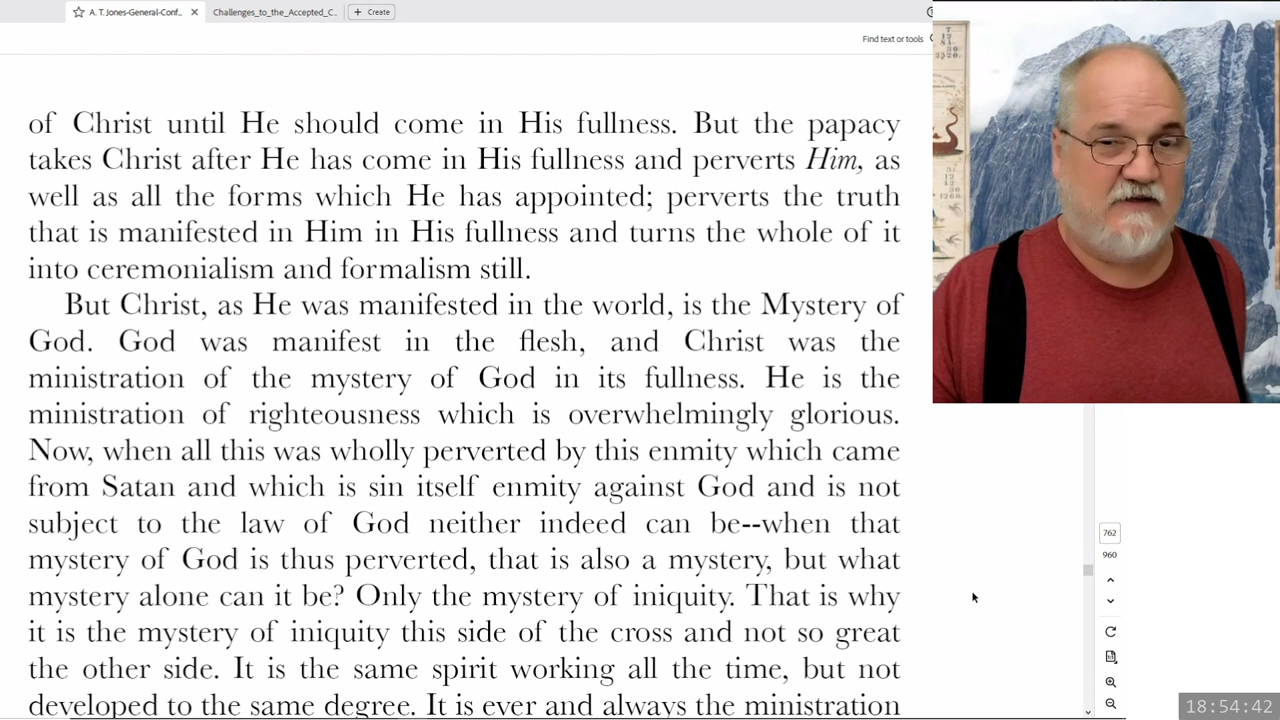 A. T. Jones-General-Conf...
Challenges_to_the_Accepted_C...
+ Create
Find text or tools
of Christ until He should come in His fullness. But the papacy
takes Christ after He has come in His fullness and perverts Him, as
well as all the forms which He has appointed; perverts the truth
that is manifested in Him in His fullness and turns the whole of it
into ceremonialism and formalism still.
But Christ, as He was manifested in the world, is the Mystery of
God. God was manifest in the flesh, and Christ was the
ministration of the mystery of God in its fullness. He is the
ministration of righteousness which is overwhelmingly glorious.
Now, when all this was wholly perverted by this enmity which came
from Satan and which is sin itself enmity against God and is not
subject to the law of God neither indeed can be--when that
mystery of God is thus perverted, that is also a mystery, but what
mystery alone can it be? Only the mystery of iniquity. That is why
it is the mystery of iniquity this side of the cross and not so great
the other side. It is the same spirit working all the time, but not
developed to the same degree. It is ever and always the ministration
762
960
18:54:42